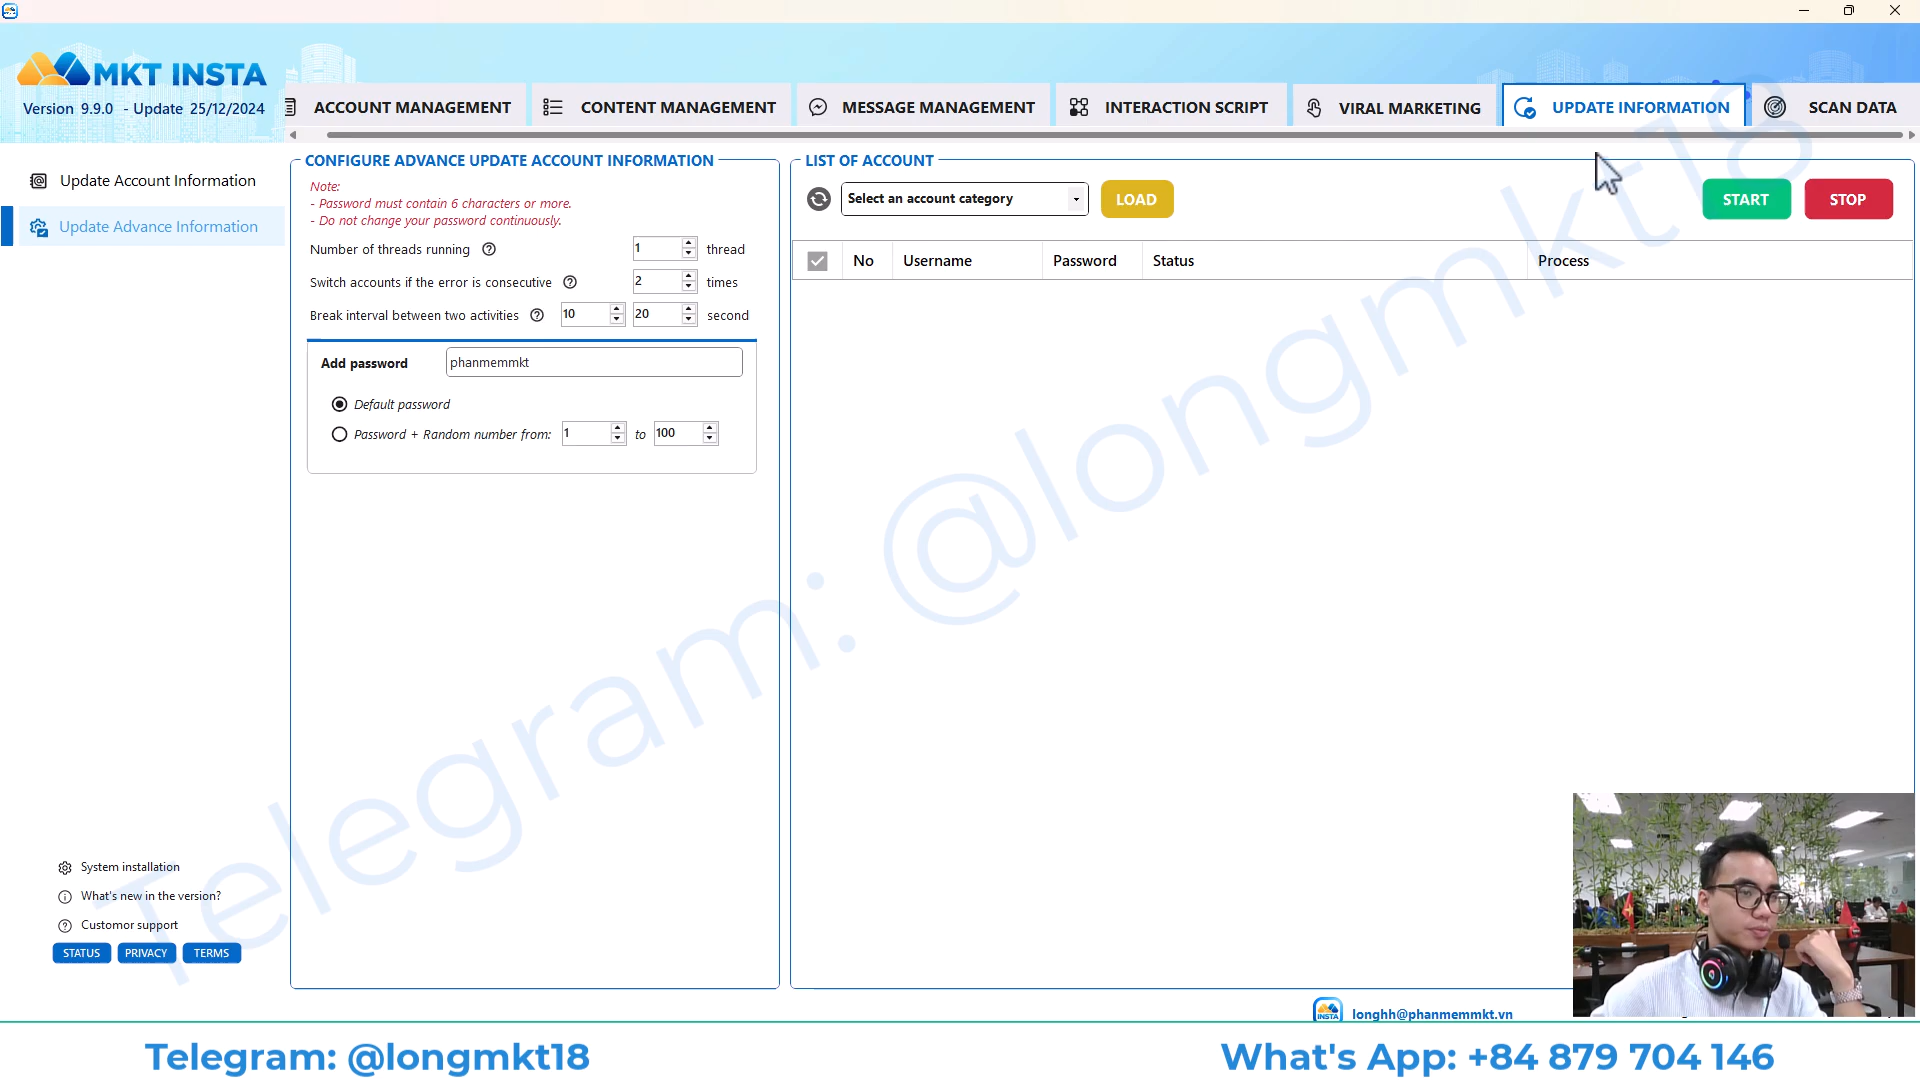 MKT INSTA
Version 9.9.0 - Update 25/12/2024
ACCOUNT MANAGEMENT
CONTENT MANAGEMENT
MESSAGE MANAGEMENT
INTERACTION SCRIPT
VIRAL MARKETING
UPDATE INFORMATION
SCAN DATA
Update Account Information
Update Advance Information
CONFIGURE ADVANCE UPDATE ACCOUNT INFORMATION
Note:
- Password must contain 6 characters or more.
- Do not change your password continuously.
Number of threads running 1 thread
Switch accounts if the error is consecutive 2 times
Break interval between two activities 10 20 second
Add password phanmemmkt
Default password
Password + Random number from: 1 to 100
LIST OF ACCOUNT
Select an account category LOAD
START STOP
No Username Password Status Process
Telegram: @longmkt18
System installation
What's new in the version?
Customor support
STATUS PRIVACY TERMS
INSTA longhh@phanmemmkt.vn
Telegram: @longmkt18
What's App: +84 879 704 146